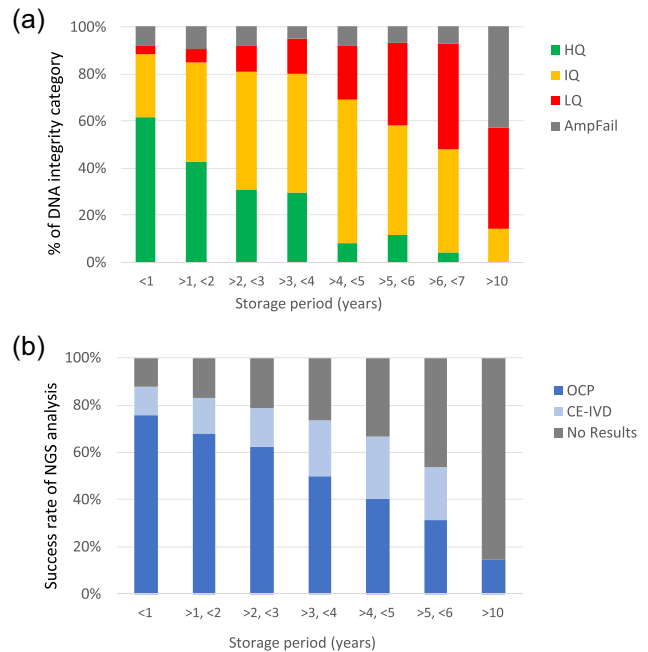 (a)
% of DNA integrity category
100%
80%
60%
40%
20%
0%
<1
>1, <2
>2, <3
>3, <4
>4, <5
>5, <6
>6, <7
>10
Storage period (years)
HQ
IQ
LQ
AmpFail
(b)
Success rate of NGS analysis
100%
80%
60%
40%
20%
0%
<1
>1, <2
>2, <3
>3, <4
>4, <5
>5, <6
>10
Storage period (years)
OCP
CE-IVD
No Results